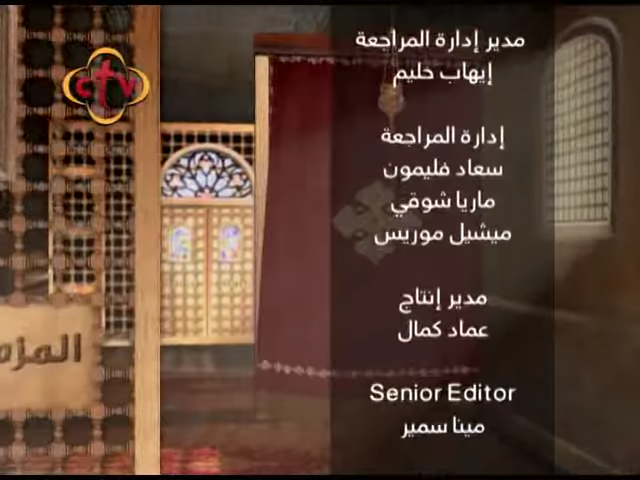 CTV
مدير إدارة المراجعة
إيهاب حليم
إدارة المراجعة
سعاد فليمون
ماريا شوقي
ميشيل موريس
مدير إنتاج
عماد كمال
Senior Editor
مينا سمير